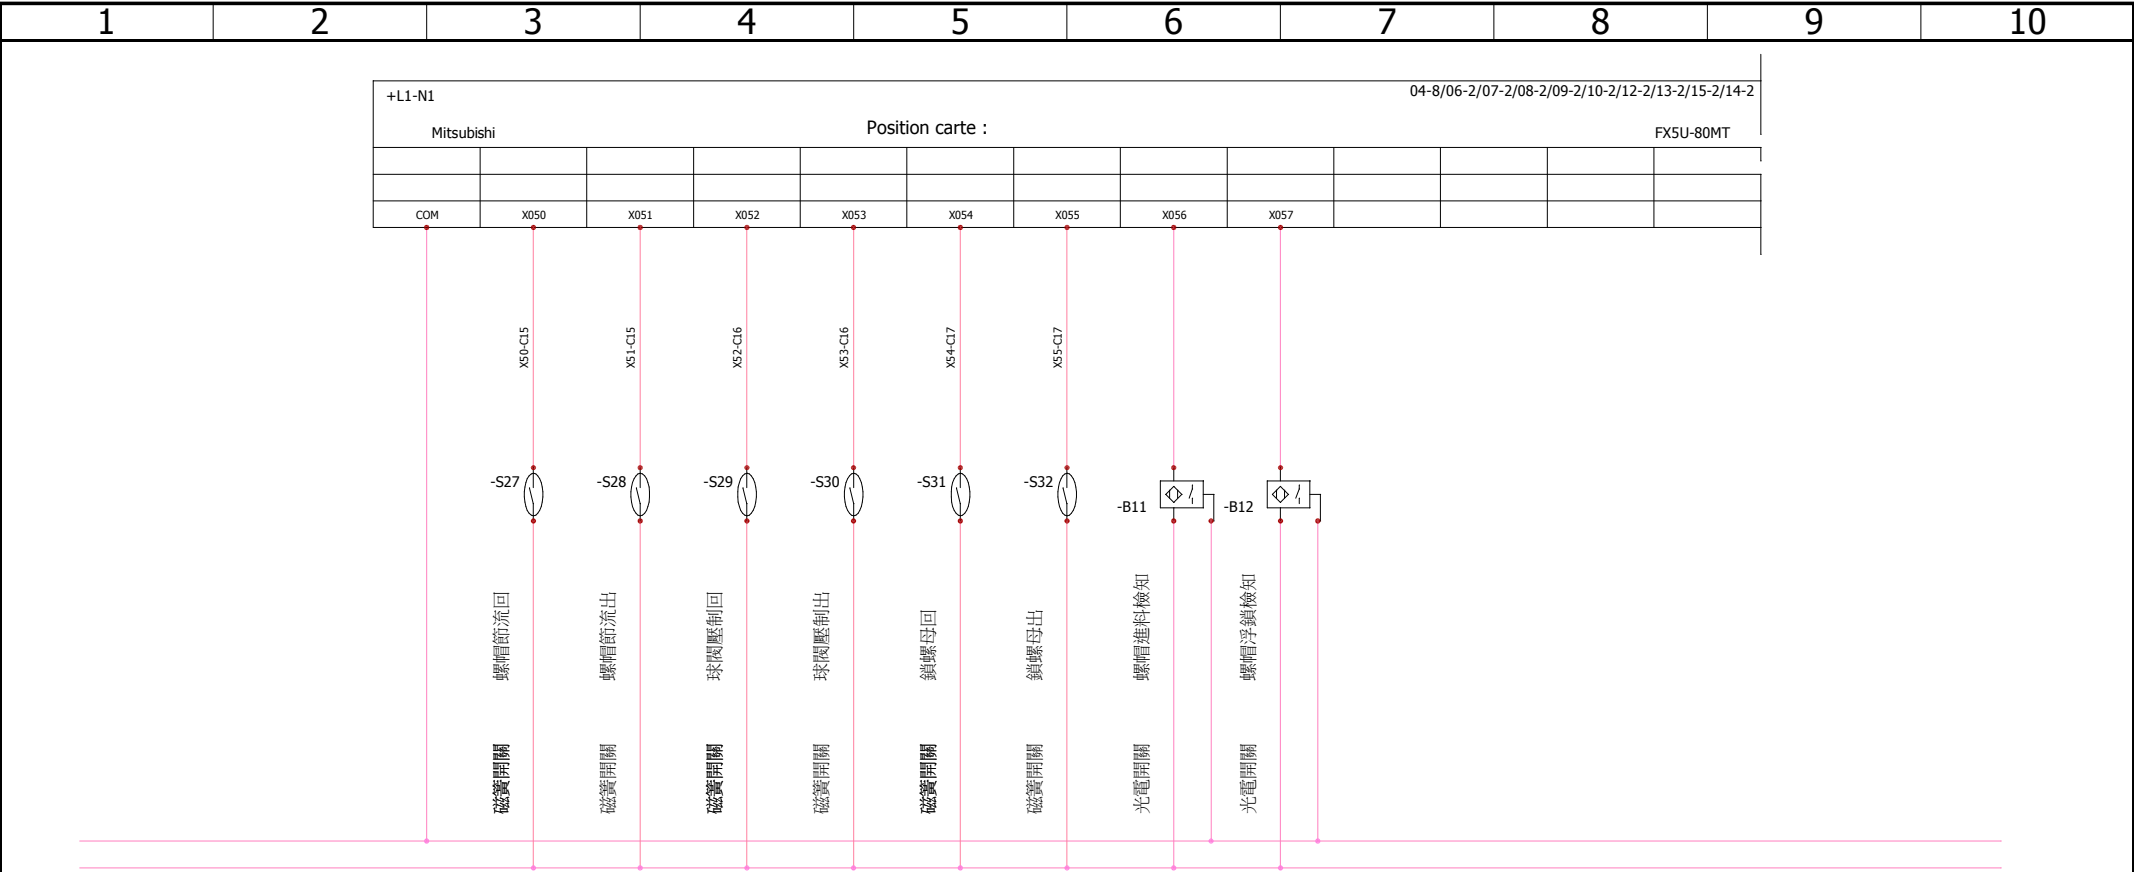 1 2 3 4 5 6 7 8 9 10
+L1-N1 04-8/06-2/07-2/08-2/09-2/10-2/12-2/13-2/15-2/14-2
Mitsubishi Position carte : FX5U-80MT
COM X050 X051 X052 X053 X054 X055 X056 X057
X50-C15 X51-C15 X52-C16 X53-C16 X54-C17 X55-C17
-S27 -S28 -S29 -S30 -S31 -S32 -B11 -B12
螺帽節流回
螺帽節流出
球閥壓制回
球閥壓制出
鎖螺母回
鎖螺母出
螺帽進料檢知
螺帽浮鎖檢知
磁簧開關
磁簧開關
磁簧開關
磁簧開關
磁簧開關
磁簧開關
光電開關
光電開關